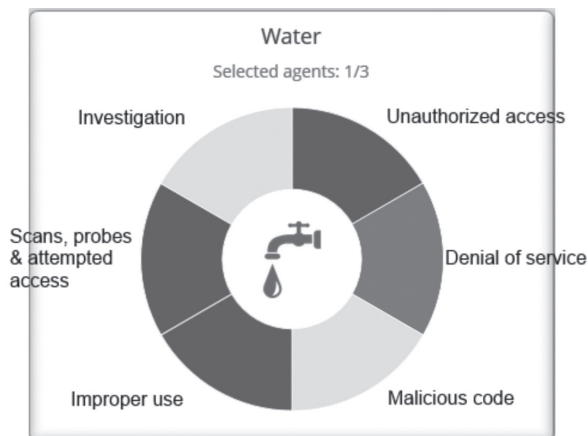 Water
Selected agents: 1/3
Investigation
Unauthorized access
Scans, probes
& attempted
access
Denial of service
Improper use
Malicious code